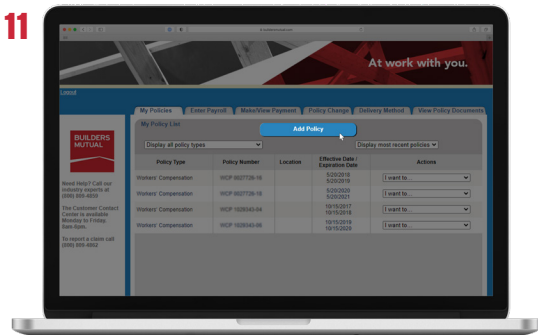 11
At work with you.
Logout
My Policies Enter Payroll Make/View Payment Policy Change Delivery Method View Policy Documents
My Policy List
Add Policy
Display all policy types
Display most recent policies
BUILDERS
MUTUAL
Policy Type Policy Number Location Effective Date / Expiration Date Actions
Workers' Compensation 5/20/2018 5/20/2019 I want to...
Workers' Compensation 5/20/2020 5/20/2021 I want to...
Workers' Compensation 10/15/2017 10/15/2018 I want to...
Workers' Compensation 10/15/2019 10/15/2020 I want to...
Need Help? Call our
industry experts at
The Customer Contact
Center is available
Monday to Friday,
8am-5pm.
To report a claim call